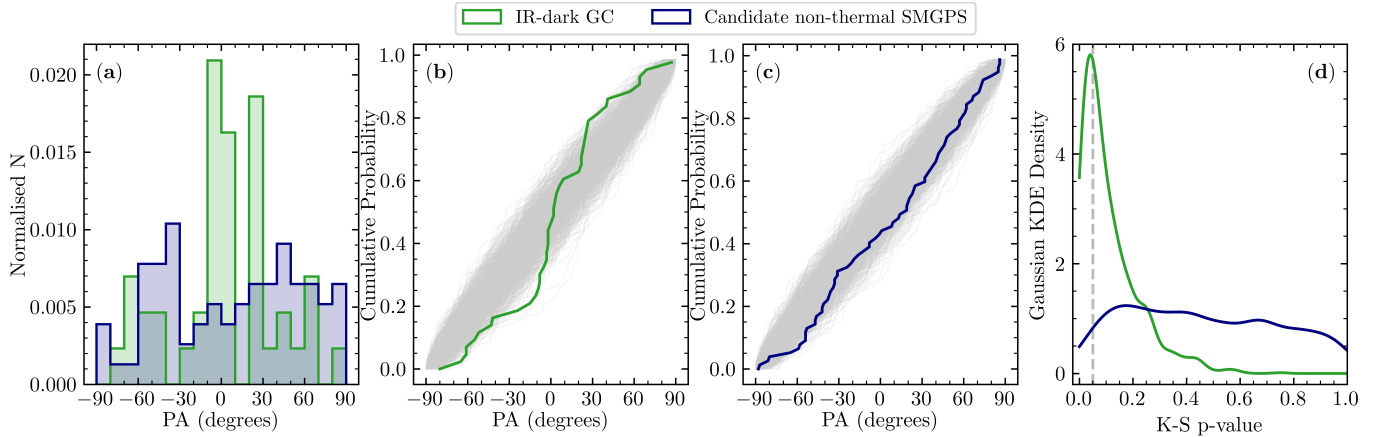 IR-dark GC Candidate non-thermal SMGPS
(a) (b) (c) (d)
Normalised N
0.020
0.015
0.010
0.005
0.000
−90 −60 −30 0 30 60 90
PA (degrees)
Cumulative Probability
1.0
0.8
0.6
0.4
0.2
0.0
−90 −60 −30 0 30 60 90
PA (degrees)
Cumulative Probability
1.0
0.8
0.6
0.4
0.2
0.0
−90 −60 −30 0 30 60 90
PA (degrees)
Gaussian KDE Density
6
4
2
0
0.0 0.2 0.4 0.6 0.8 1.0
K-S p-value